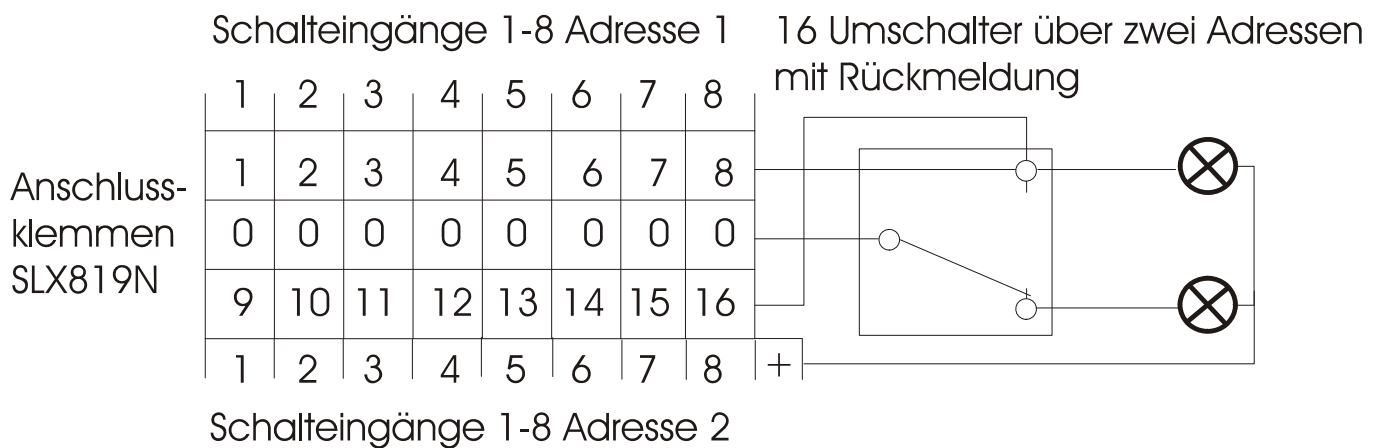 Schalteingänge 1-8 Adresse 1
16 Umschalter über zwei Adressen
mit Rückmeldung
1 2 3 4 5 6 7 8
1 2 3 4 5 6 7 8
Anschluss-
klemmen
SLX819N
0 0 0 0 0 0 0 0
9 10 11 12 13 14 15 16
1 2 3 4 5 6 7 8 +
Schalteingänge 1-8 Adresse 2